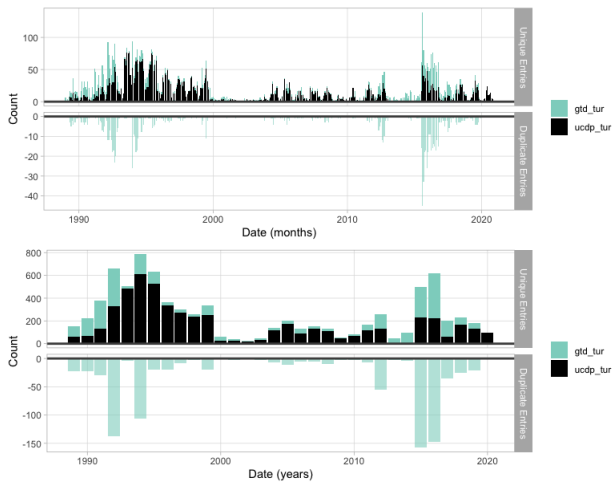 100
50
0
Count
Unique Entries
0
-10
-20
-30
-40
Duplicate Entries
1990
2000
2010
2020
Date (months)
gtd_tur
ucdp_tur
800
600
400
200
0
Count
Unique Entries
0
-50
-100
-150
Duplicate Entries
1990
2000
2010
2020
Date (years)
gtd_tur
ucdp_tur